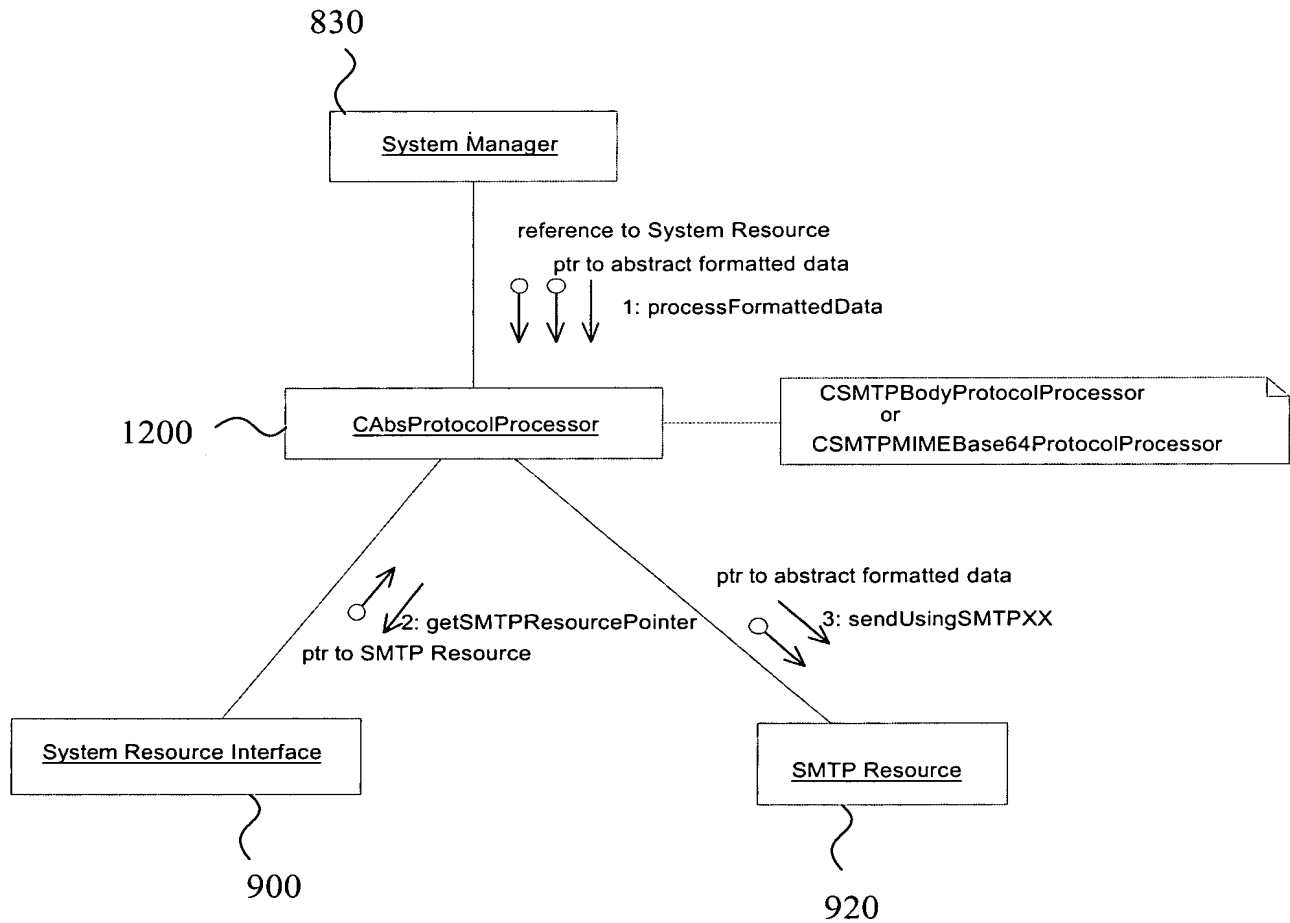 830
System Manager
reference to System Resource
ptr to abstract formatted data
1: processFormattedData
1200
CAbsProtocolProcessor
CSMTPBodyProtocolProcessor
or
CSMTPMIMEBase64ProtocolProcessor
2: getSMTPResourcePointer
ptr to SMTP Resource
ptr to abstract formatted data
3: sendUsingSMTPXX
System Resource Interface
SMTP Resource
900
920